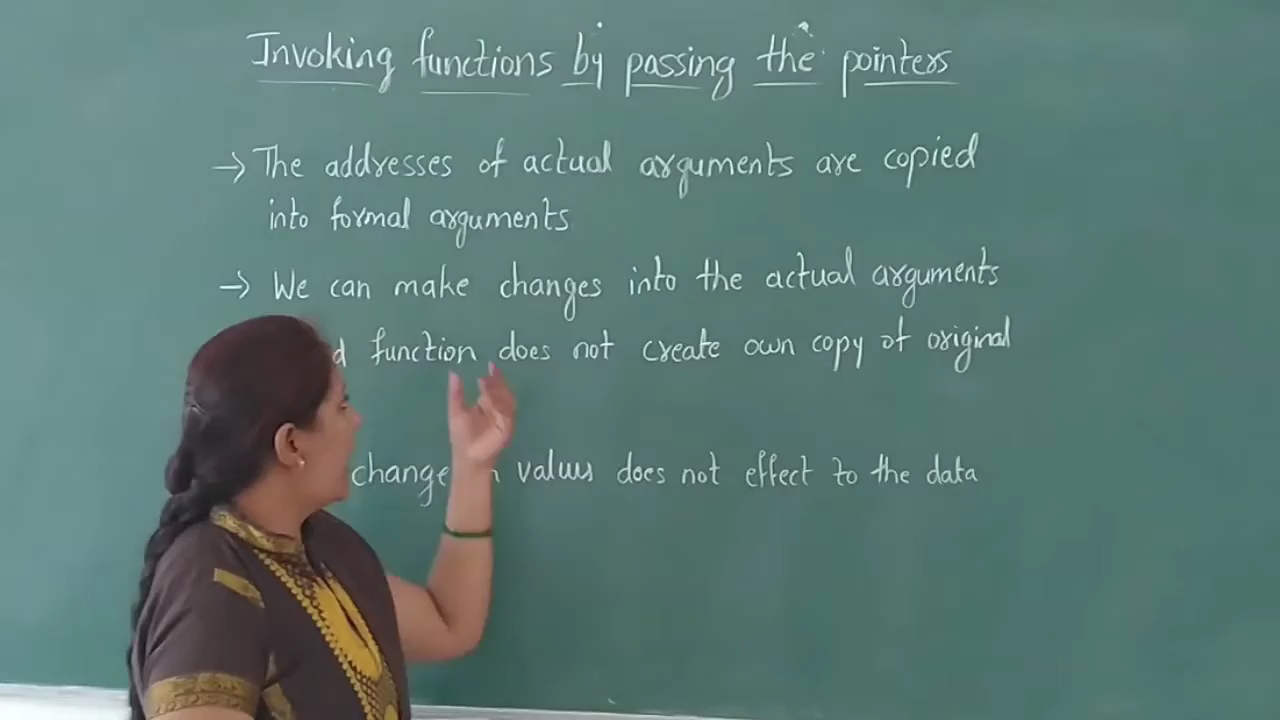 Invoking functions by passing the pointers
→ The addresses of actual arguments are copied
into formal arguments
→ We can make changes into the actual arguments
function does not create own copy of original
change values does not effect to the data